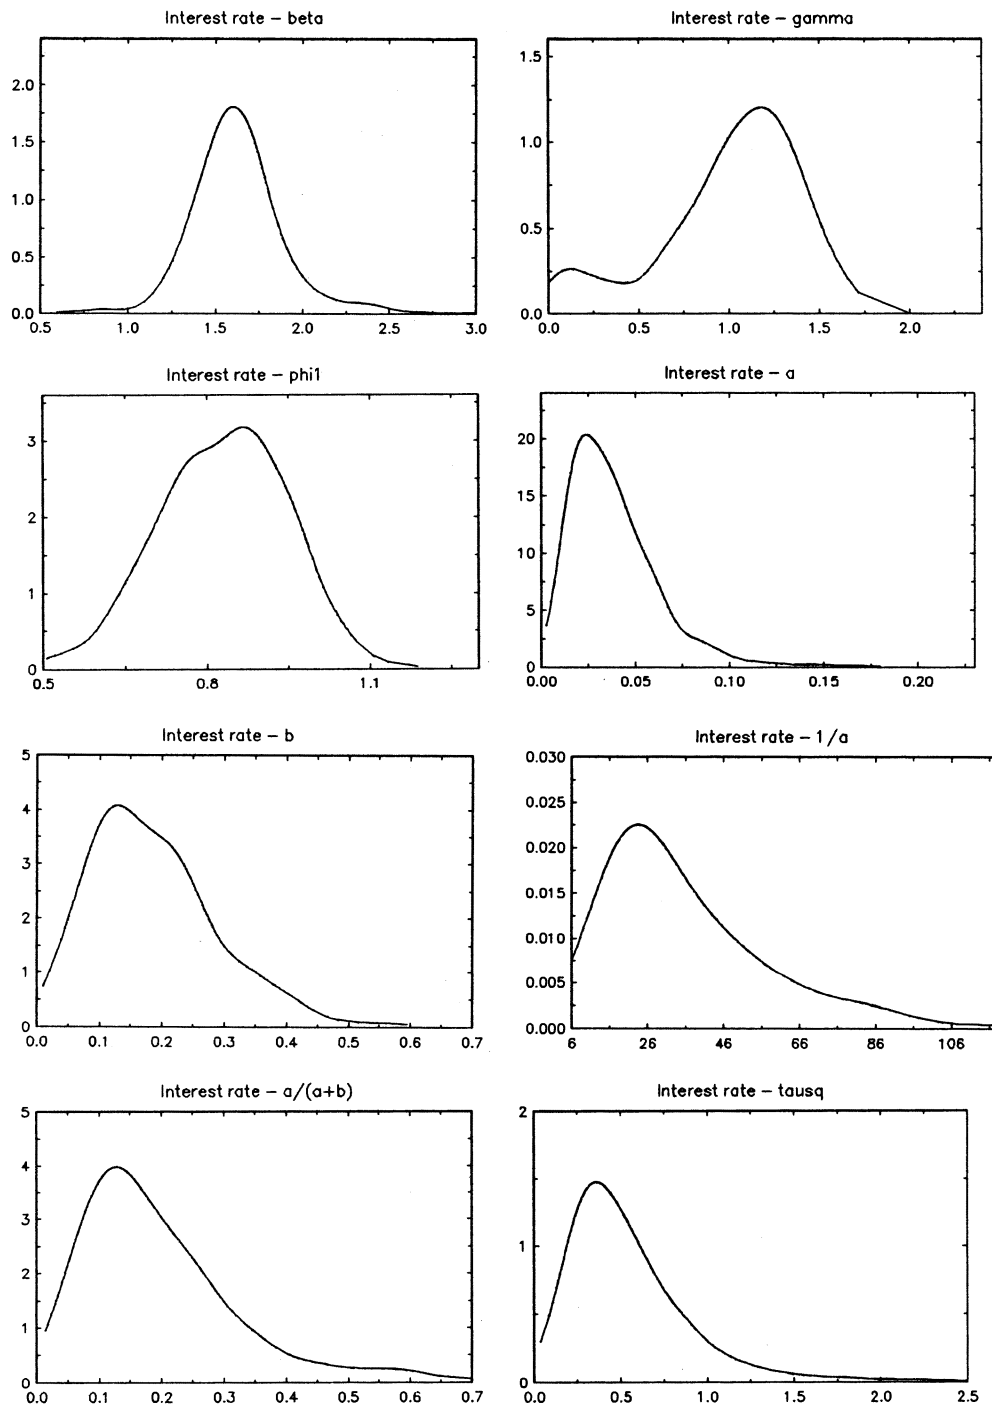 Interest rate – beta
2.0
1.5
1.0
0.5
0.0
0.5 1.0 1.5 2.0 2.5 3.0
Interest rate – gamma
1.5
1.0
0.5
0.0
0.0 0.5 1.0 1.5 2.0
Interest rate – phi1
3
2
1
0
0.5 0.8 1.1
Interest rate – a
20
15
10
5
0
0.00 0.05 0.10 0.15 0.20
Interest rate – b
5
4
3
2
1
0
0.0 0.1 0.2 0.3 0.4 0.5 0.6 0.7
Interest rate – 1/a
0.030
0.025
0.020
0.015
0.010
0.005
0.000
6 26 46 66 86 106
Interest rate – a/(a+b)
5
4
3
2
1
0
0.0 0.1 0.2 0.3 0.4 0.5 0.6 0.7
Interest rate – tausq
2
1
0
0.0 0.5 1.0 1.5 2.0 2.5